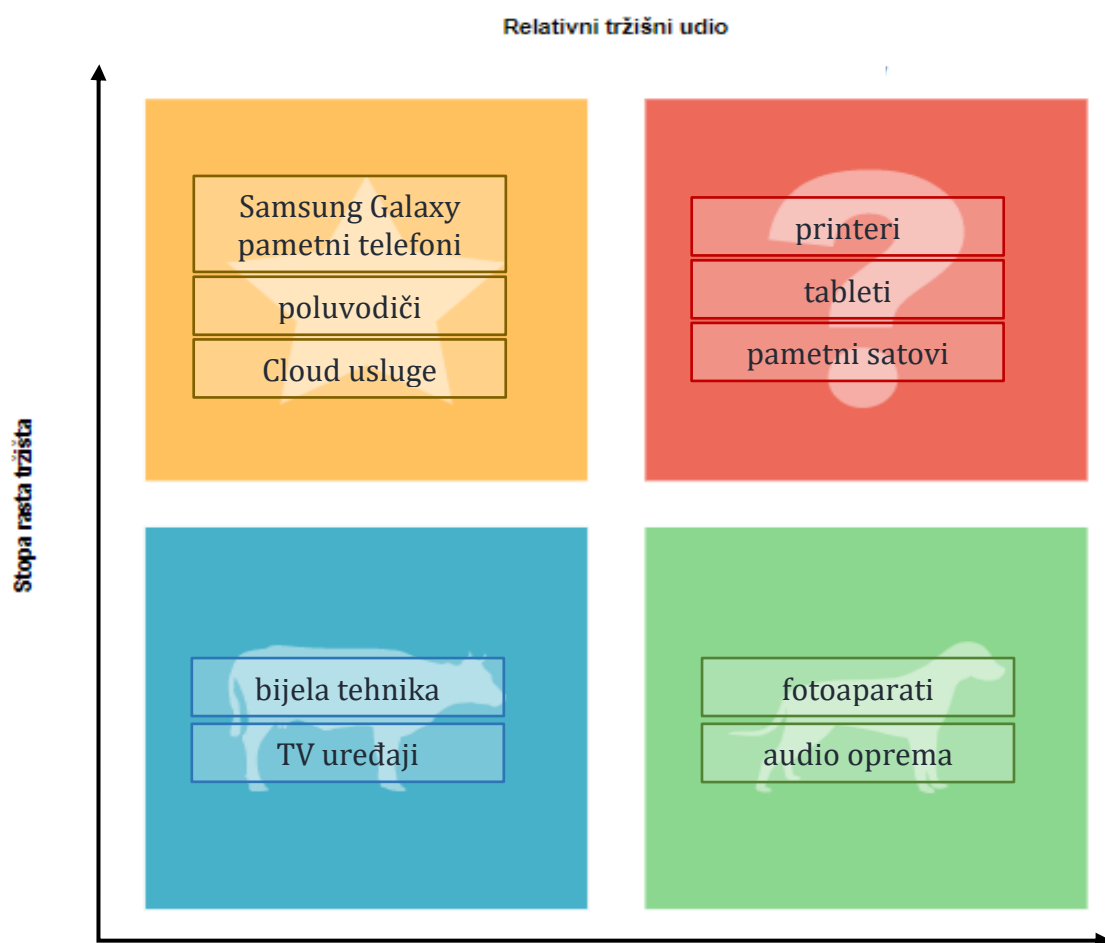 Relativni tržišni udio
Samsung Galaxy
pametni telefoni
poluvodiči
Cloud usluge
printeri
tableti
pametni satovi
Stopa rasta tržišta
bijela tehnika
TV uređaji
fotoaparati
audio oprema